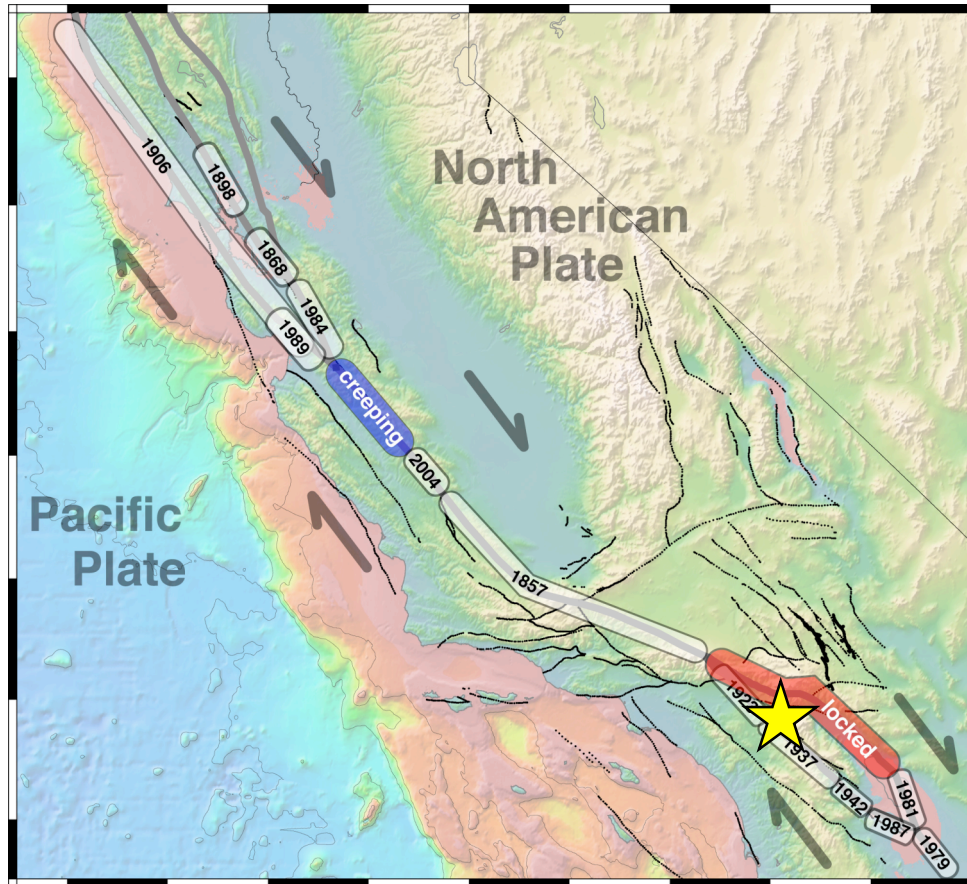 North
American
Plate
1906
1898
1868
1984
1989
creeping
Pacific
Plate
2004
1857
locked
1937
1942
1981
1987
1979